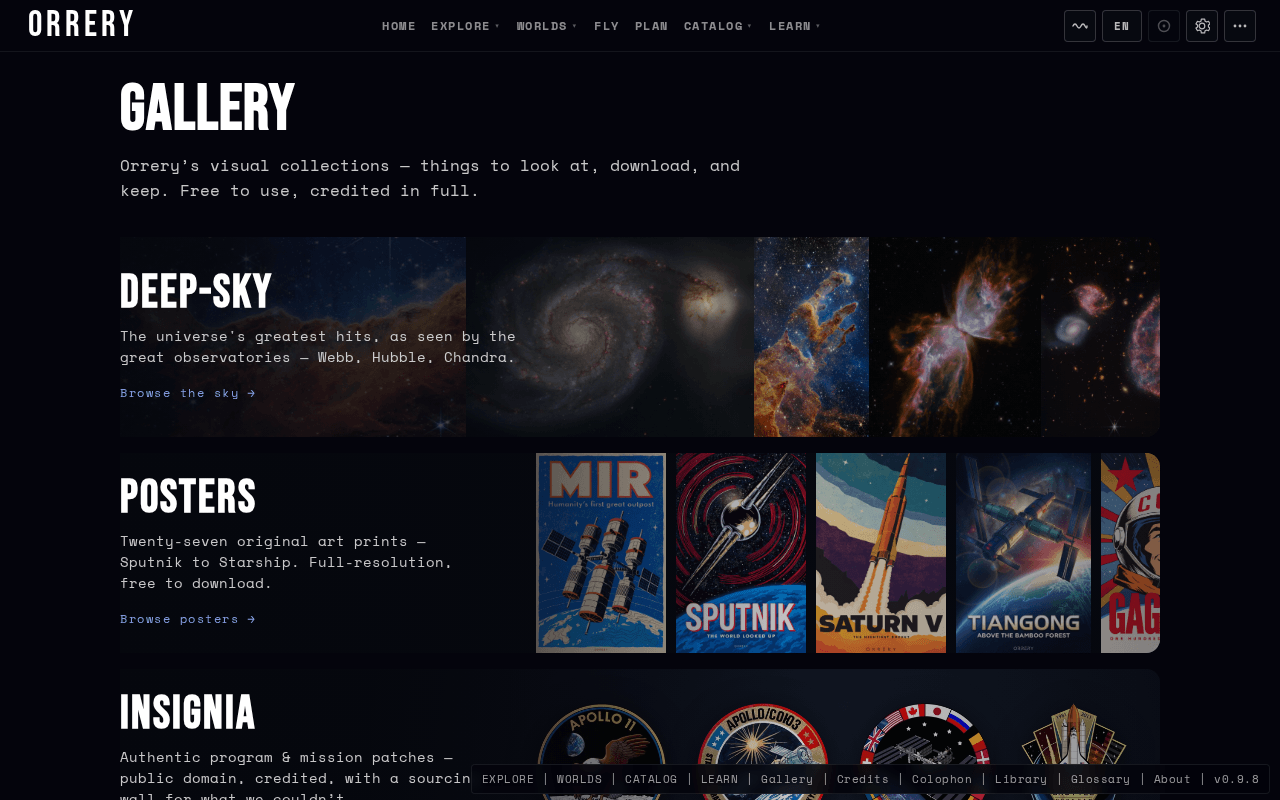 ORRERY
HOME EXPLORE WORLDS FLY PLAN CATALOG LEARN
EN
GALLERY
Orrery's visual collections — things to look at, download, and
keep. Free to use, credited in full.
DEEP-SKY
The universe's greatest hits, as seen by the
great observatories — Webb, Hubble, Chandra.
Browse the sky →
POSTERS
Twenty-seven original art prints —
Sputnik to Starship. Full-resolution,
free to download.
Browse posters →
MIR
Humanity's first great outpost
SPUTNIK
THE WORLD LOOKED UP
SATURN V
TIANGONG
ABOVE THE BAMBOO FOREST
INSIGNIA
Authentic program & mission patches —
public domain, credited, with a sourcin
wall for what we couldn't
APOLLO 11
APOLLO/СОЮЗ
EXPLORE | WORLDS | CATALOG | LEARN | Gallery | Credits | Colophon | Library | Glossary | About | v0.9.8